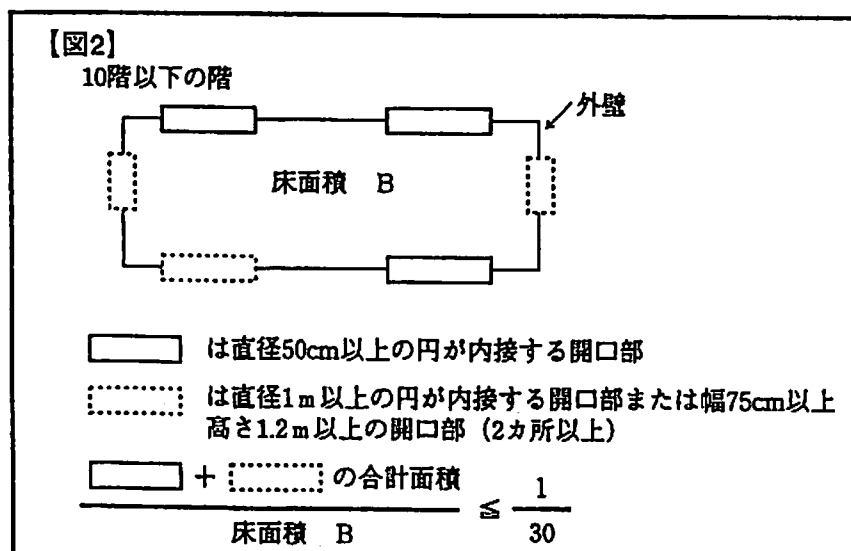 【図2】
10階以下の階
外壁
床面積 B
は直径50cm以上の円が内接する開口部
は直径1m以上の円が内接する開口部または幅75cm以上
高さ1.2m以上の開口部(2カ所以上)
+ の合計面積
床面積 B
≦ 1
30